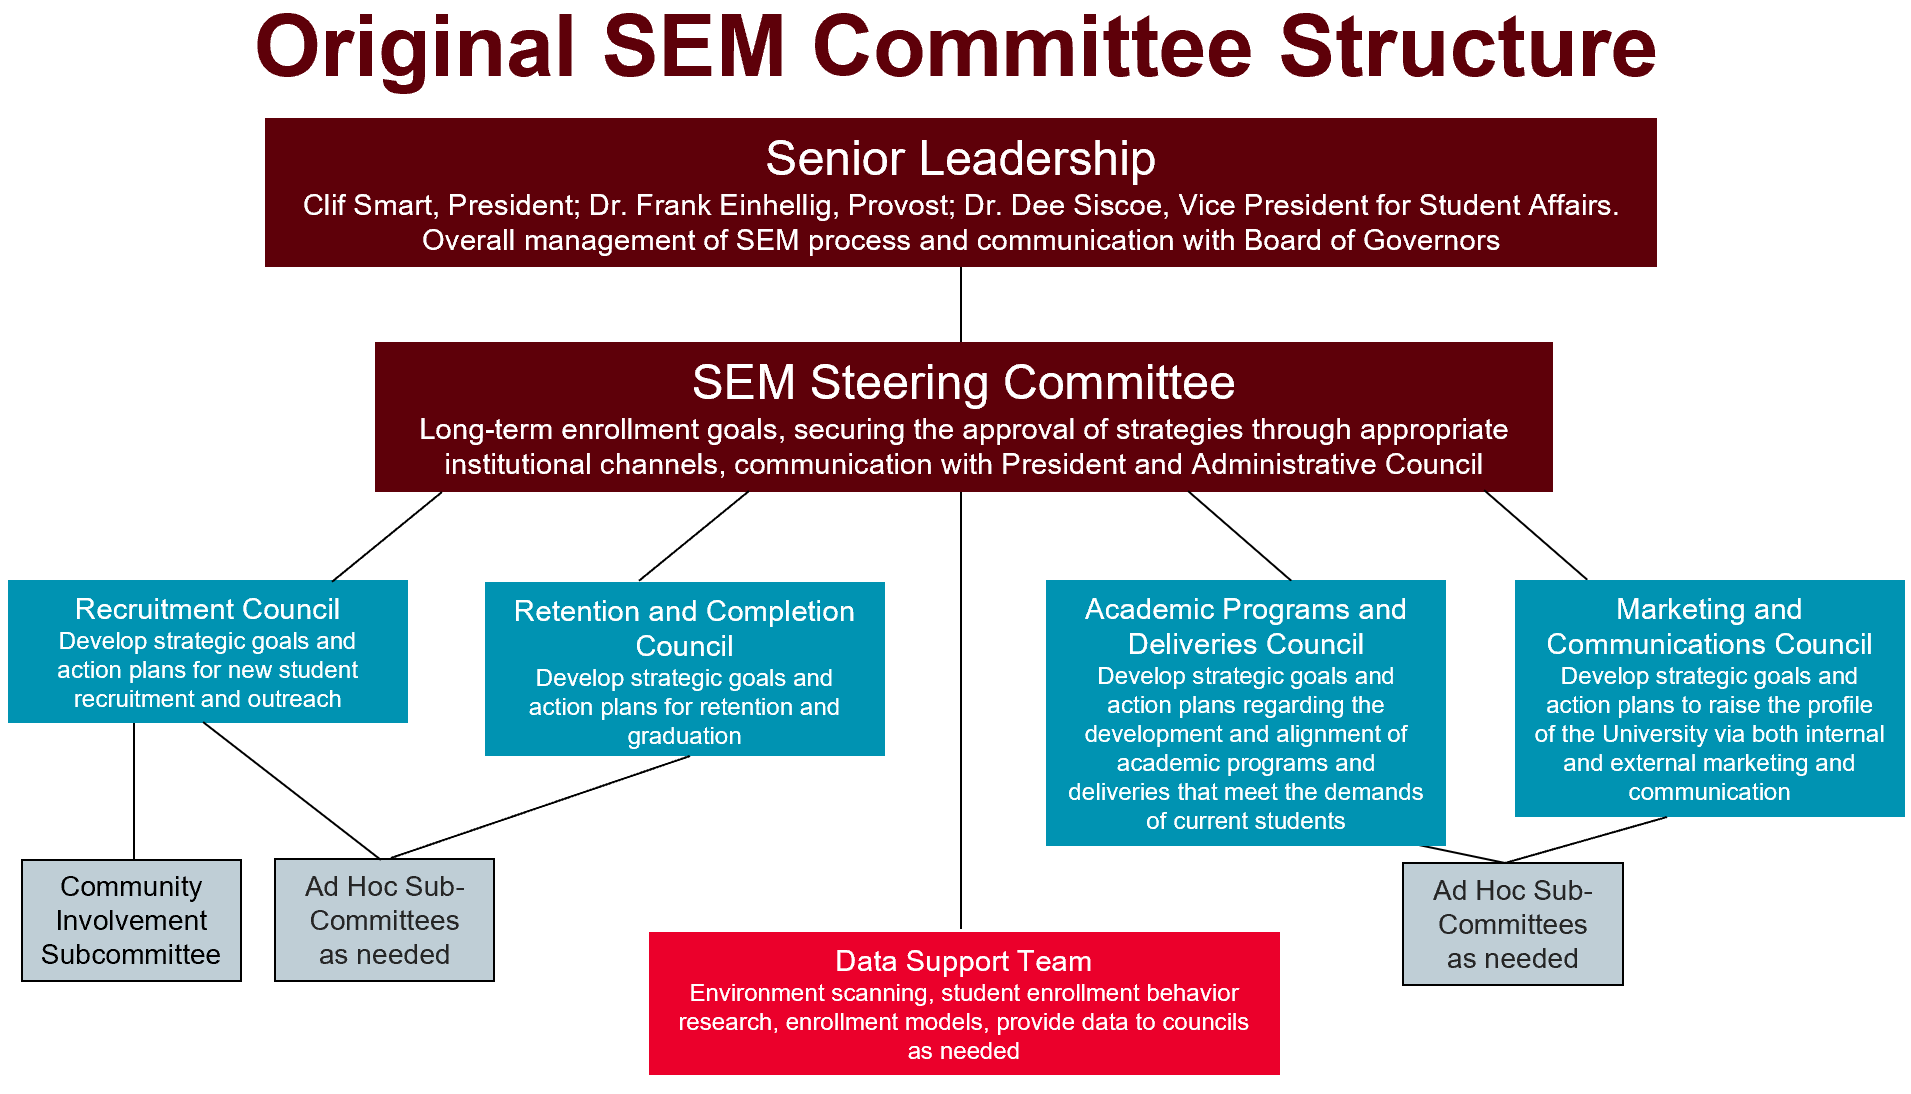 Original SEM Committee Structure
Senior Leadership
Clif Smart, President; Dr. Frank Einhellig, Provost; Dr. Dee Siscoe, Vice President for Student Affairs.
Overall management of SEM process and communication with Board of Governors
SEM Steering Committee
Long-term enrollment goals, securing the approval of strategies through appropriate
institutional channels, communication with President and Administrative Council
Recruitment Council
Develop strategic goals and
action plans for new student
recruitment and outreach
Retention and Completion
Council
Develop strategic goals and
action plans for retention and
graduation
Academic Programs and
Deliveries Council
Develop strategic goals and
action plans regarding the
development and alignment of
academic programs and
deliveries that meet the demands
of current students
Marketing and
Communications Council
Develop strategic goals and
action plans to raise the profile
of the University via both internal
and external marketing and
communication
Community
Involvement
Subcommittee
Ad Hoc Sub-
Committees
as needed
Ad Hoc Sub-
Committees
as needed
Data Support Team
Environment scanning, student enrollment behavior
research, enrollment models, provide data to councils
as needed